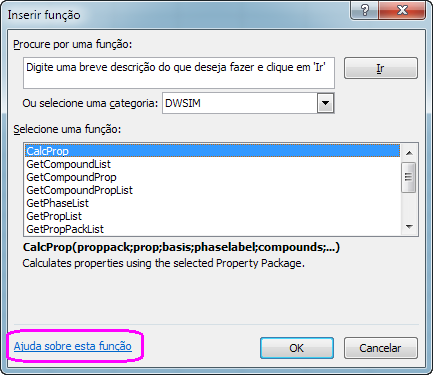 Inserir função
Procure por uma função:
Digite uma breve descrição do que deseja fazer e clique em 'Ir'
Ir
Ou selecione uma categoria: DWSIM
Selecione uma função:
CalcProp
GetCompoundList
GetCompoundProp
GetCompoundPropList
GetPhaseList
GetPropList
GetPropPackList
CalcProp(proppack;prop;basis;phaselabel;compounds;...)
Calculates properties using the selected Property Package.
Ajuda sobre esta função
OK
Cancelar